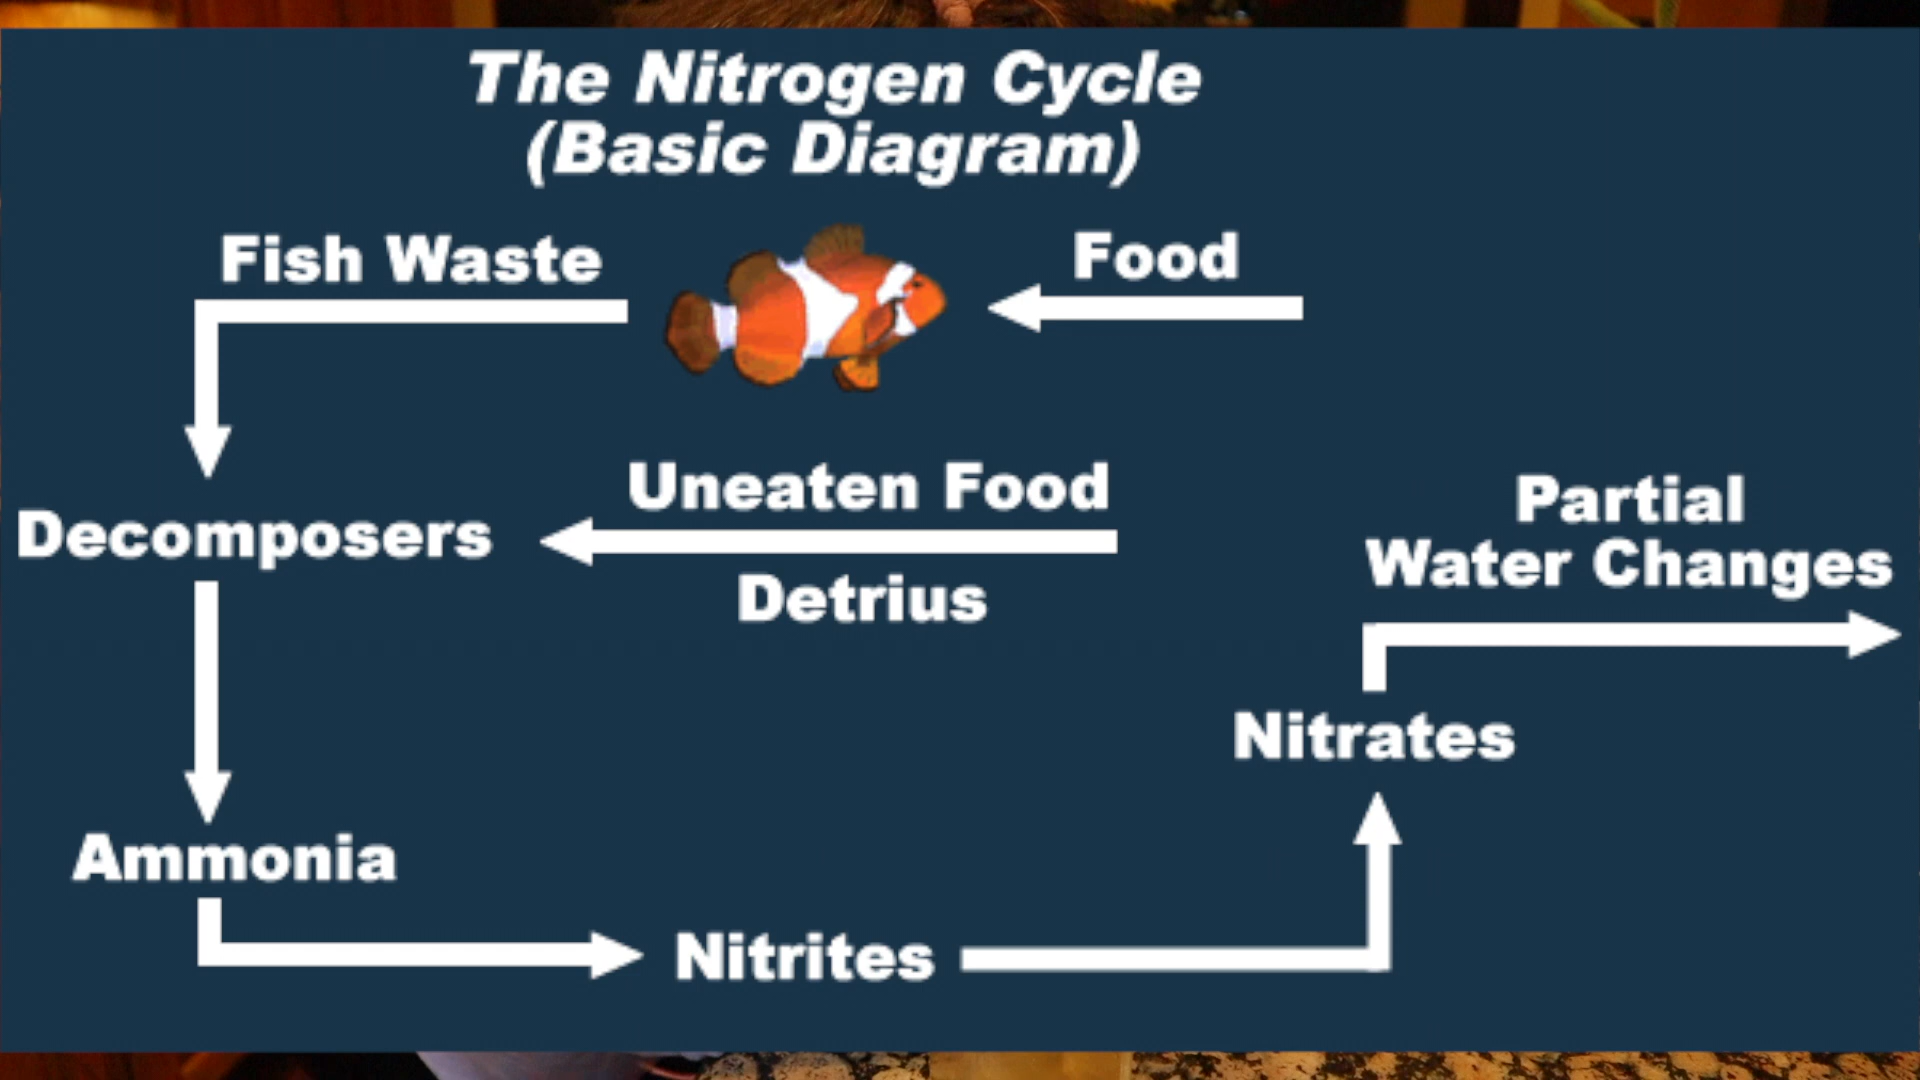 The Nitrogen Cycle
(Basic Diagram)
Fish Waste
Food
Uneaten Food
Decomposers
Detrius
Partial
Water Changes
Nitrates
Ammonia
Nitrites